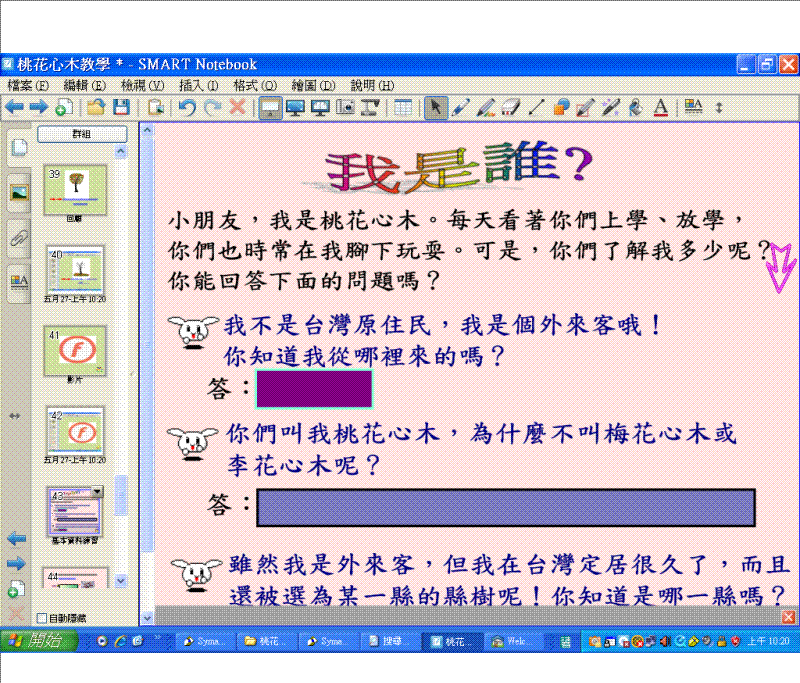 桃花心木教學 * - SMART Notebook
檔案(F) 編輯(E) 檢視(V) 插入(I) 格式(O) 繪圖(D) 說明(H)
群組
39
回顧
40
五月27-上午10:20
41
影片
42
五月27-上午10:20
43
基本資料練習
44
自動隱藏
我是誰?
小朋友，我是桃花心木。每天看著你們上學、放學，
你們也時常在我腳下玩耍。可是，你們了解我多少呢？
你能回答下面的問題嗎？
我不是台灣原住民，我是個外來客哦！
你知道我從哪裡來的嗎？
答：
你們叫我桃花心木，為什麼不叫梅花心木或
李花心木呢？
答：
雖然我是外來客，但我在台灣定居很久了，而且
還被選為某一縣的縣樹呢！你知道是哪一縣嗎？
開始 Syma... 桃花... Syma... 搜尋... 桃花... Welc... 上午 10:20